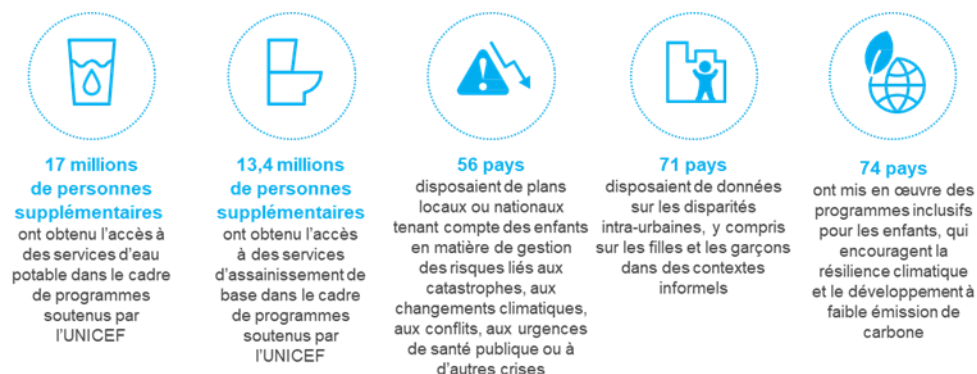 17 millions
de personnes
supplémentaires
ont obtenu l’accès à
des services d’eau
potable dans le cadre
de programmes
soutenus par
l’UNICEF
13,4 millions
de personnes
supplémentaires
ont obtenu l’accès
à des services
d’assainissement de
base dans le cadre
de programmes
soutenus par
l’UNICEF
56 pays
disposaient de plans
locaux ou nationaux
tenant compte des enfants
en matière de gestion
des risques liés aux
catastrophes, aux
changements climatiques,
aux conflits, aux urgences
de santé publique ou à
d’autres crises
71 pays
disposaient de données
sur les disparités
intra-urbaines, y compris
sur les filles et les garçons
dans des contextes
informels
74 pays
ont mis en œuvre des
programmes inclusifs
pour les enfants, qui
encouragent la
résilience climatique
et le développement à
faible émission de
carbone